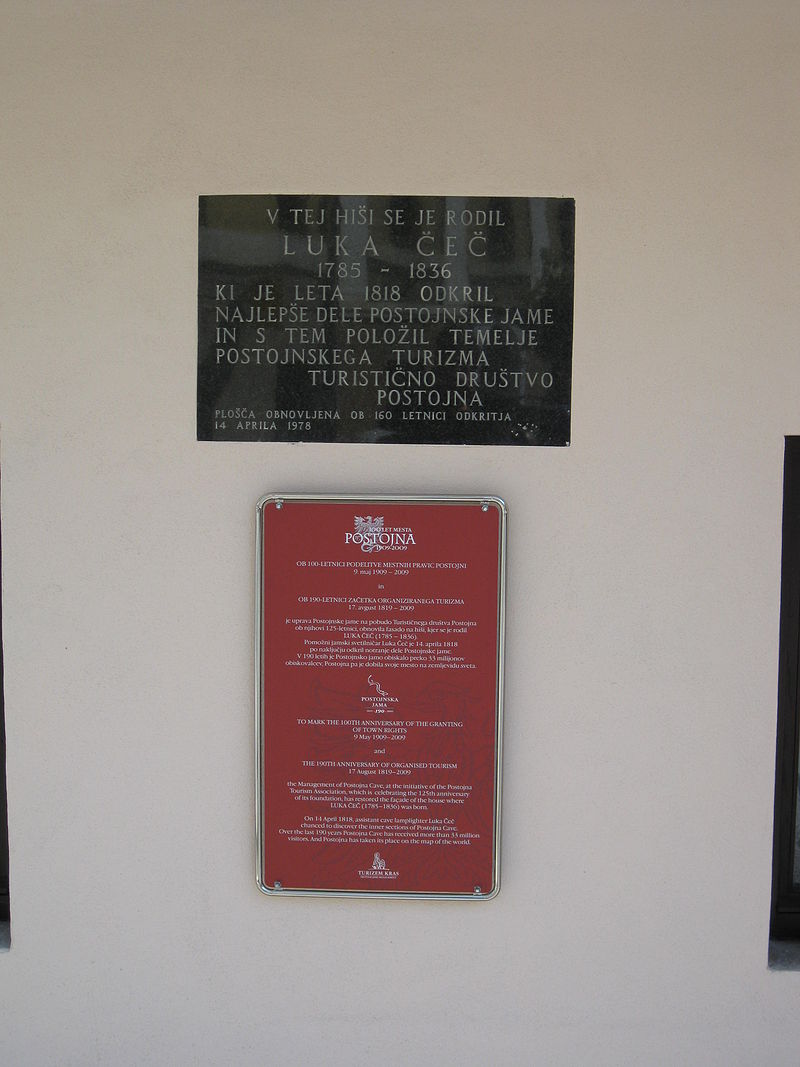 V TEJ HIŠI SE JE RODIL
LUKA ČEČ
1785 - 1836
KI JE LETA 1818 ODKRIL
NAJLEPŠE DELE POSTOJNSKE JAME
IN S TEM POLOŽIL TEMELJE
POSTOJNSKEGA TURIZMA
TURISTIČNO DRUŠTVO
POSTOJNA
PLOŠČA OBNOVLJENA OB 160 LETNICI ODKRITJA
14 APRILA 1978
100 LET MESTA
POSTOJNA
1909-2009
OB 100-LETNICI PODELITVE MESTNIH PRAVIC POSTOJNI
9. maj 1909 – 2009
in
OB 190-LETNICI ZAČETKA ORGANIZIRANEGA TURIZMA
17. avgust 1819 – 2009
je uprava Postojnske jame na pobudo Turističnega društva Postojna
ob njihovi 125-letnici, obnovila fasado na hiši, kjer se je rodil
LUKA ČEČ (1785 – 1836).
Pomožni jamski svetilničar Luka Čeč je 14. aprila 1818
po naključju odkril notranje dele Postojnske jame.
V 190 letih je Postojnsko jamo obiskalo preko 33 milijonov
obiskovalcev, Postojna pa je dobila svoje mesto na zemljevidu sveta.
POSTOJNSKA
JAMA
190
TO MARK THE 100TH ANNIVERSARY OF THE GRANTING
OF TOWN RIGHTS
9 May 1909–2009
and
THE 190TH ANNIVERSARY OF ORGANISED TOURISM
17 August 1819–2009
the Management of Postojna Cave, at the initiative of the Postojna
Tourism Association, which is celebrating the 125th anniversary
of its foundation, has restored the façade of the house where
LUKA ČEČ (1785–1836) was born.
On 14 April 1818, assistant cave lamplighter Luka Čeč
chanced to discover the inner sections of Postojna Cave.
Over the last 190 years Postojna Cave has received more than 33 million
visitors. And Postojna has taken its place on the map of the world.
TURIZEM KRAS